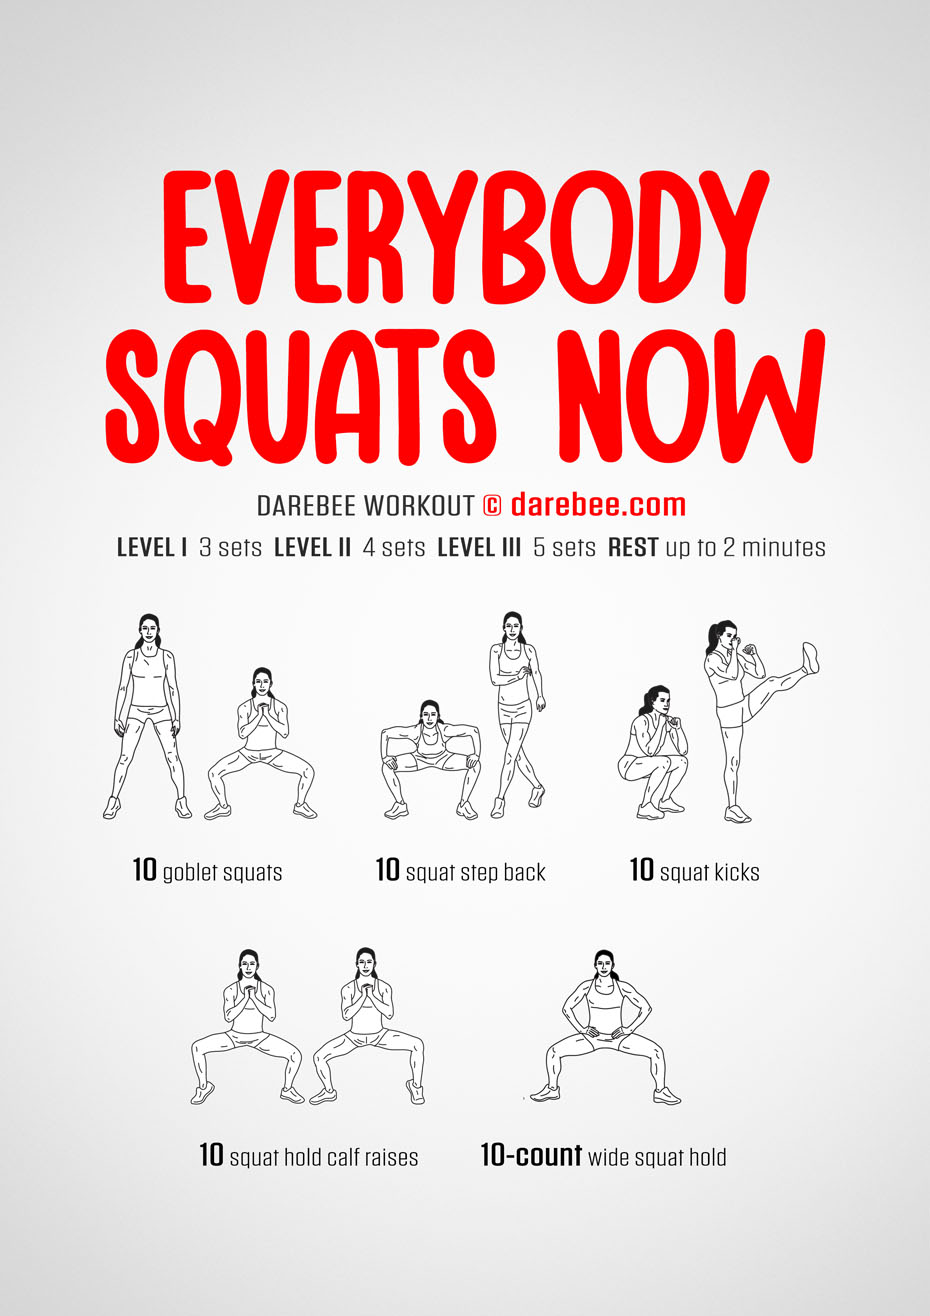 EVERYBODY
SQUATS NOW
DAREBEE WORKOUT © darebee.com
LEVEL I 3 sets LEVEL II 4 sets LEVEL III 5 sets REST up to 2 minutes
10 goblet squats
10 squat step back
10 squat kicks
10 squat hold calf raises
10-count wide squat hold